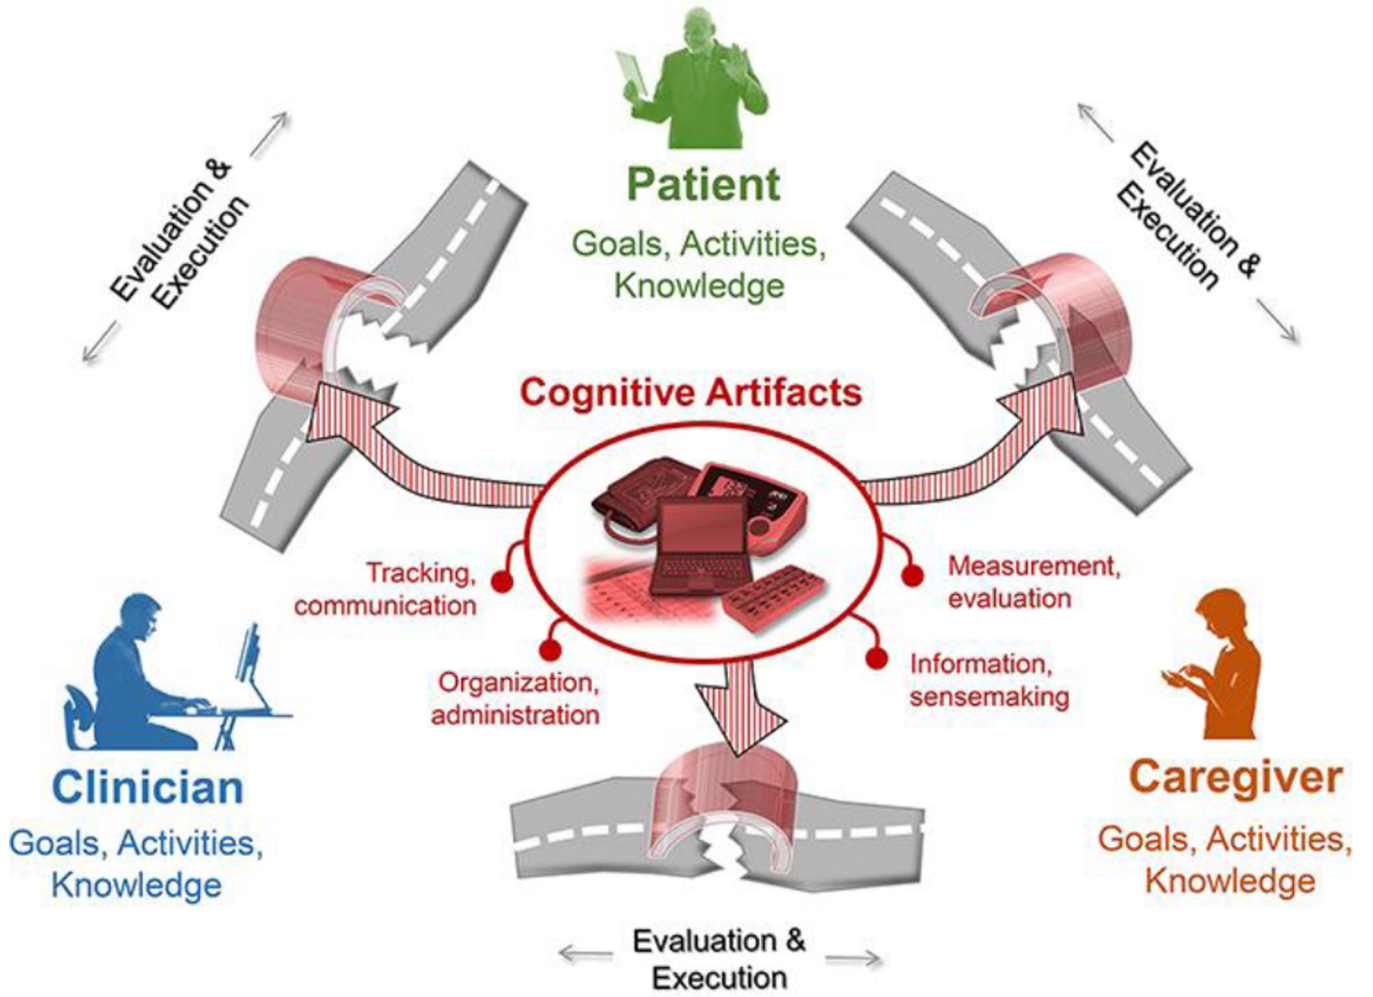 Patient
Goals, Activities,
Knowledge
Evaluation &
Execution
Evaluation &
Execution
Cognitive Artifacts
Tracking,
communication
Organization,
administration
Measurement,
evaluation
Information,
sensemaking
Clinician
Goals, Activities,
Knowledge
Caregiver
Goals, Activities,
Knowledge
Evaluation &
Execution